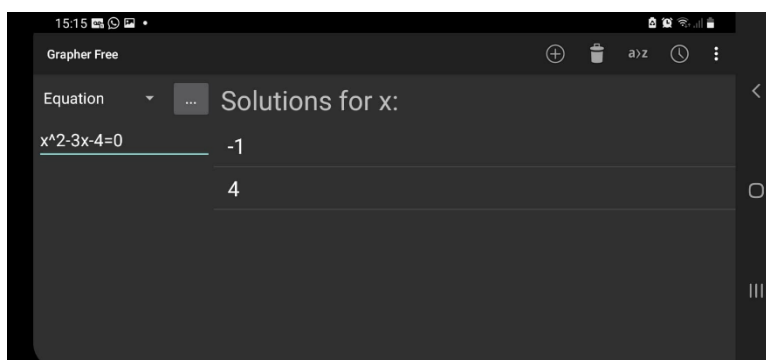 15:15
Grapher Free
a>z
Equation
...
Solutions for x:
x^2-3x-4=0
-1
4